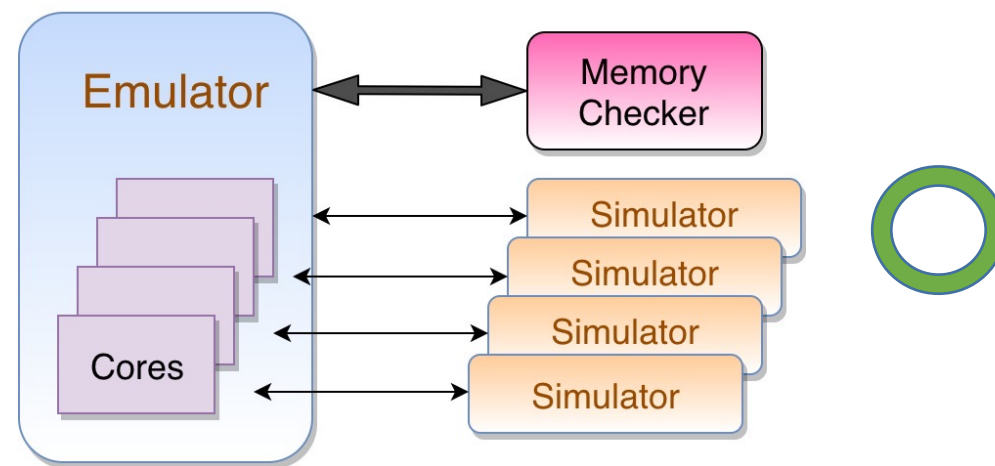 Emulator
Memory
Checker
Simulator
Simulator
Simulator
Cores
Simulator